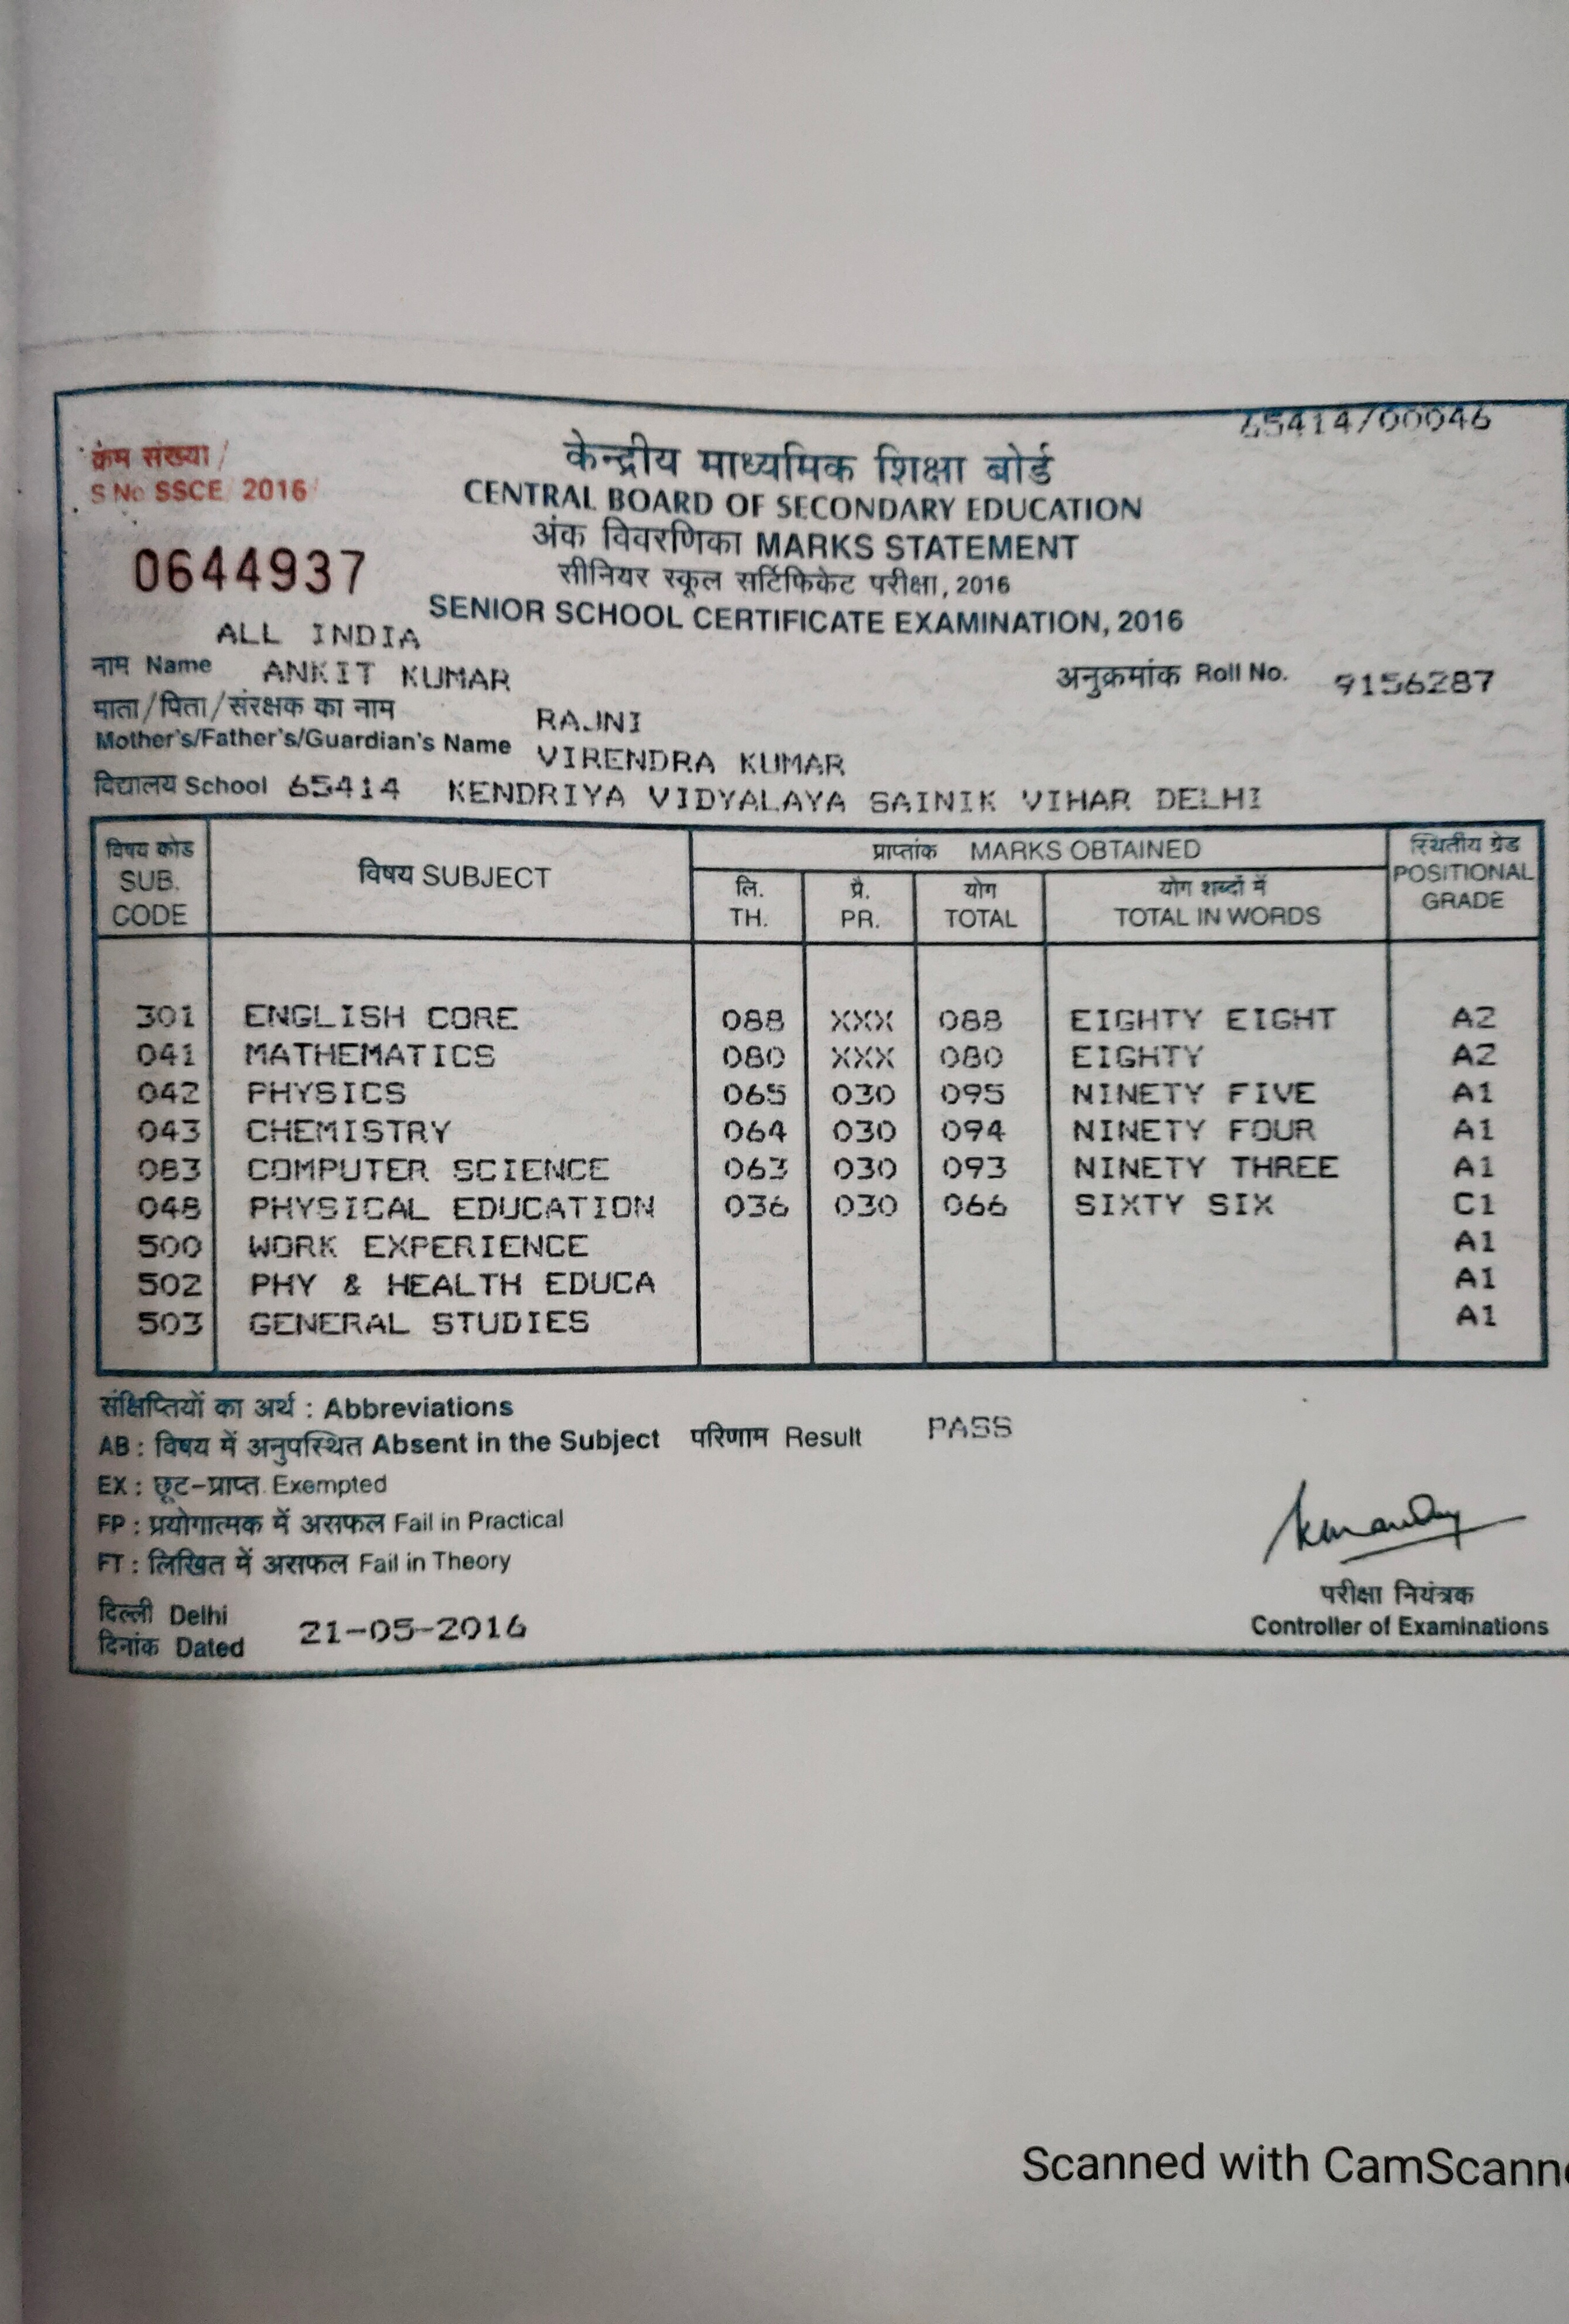 65414/00046
क्रम संख्या /
S No SSCE 2016
0644937
केन्द्रीय माध्यमिक शिक्षा बोर्ड
CENTRAL BOARD OF SECONDARY EDUCATION
अंक विवरणिका MARKS STATEMENT
सीनियर स्कूल सर्टिफिकेट परीक्षा, 2016
SENIOR SCHOOL CERTIFICATE EXAMINATION, 2016
ALL INDIA
नाम Name ANKIT KUMAR अनुक्रमांक Roll No. 9156287
माता/पिता/संरक्षक का नाम RAJNI
Mother's/Father's/Guardian's Name VIRENDRA KUMAR
विद्यालय School 65414 KENDRIYA VIDYALAYA SAINIK VIHAR DELHI
विषय कोड SUB. CODE
विषय SUBJECT
प्राप्तांक MARKS OBTAINED
स्थितीय ग्रेड POSITIONAL GRADE
लि. TH.
प्रै. PR.
योग TOTAL
योग शब्दों में TOTAL IN WORDS
301 ENGLISH CORE 088 XXX 088 EIGHTY EIGHT A2
041 MATHEMATICS 080 XXX 080 EIGHTY A2
042 PHYSICS 065 030 095 NINETY FIVE A1
043 CHEMISTRY 064 030 094 NINETY FOUR A1
083 COMPUTER SCIENCE 063 030 093 NINETY THREE A1
048 PHYSICAL EDUCATION 036 030 066 SIXTY SIX C1
500 WORK EXPERIENCE A1
502 PHY & HEALTH EDUCA A1
503 GENERAL STUDIES A1
संक्षिप्तियों का अर्थ : Abbreviations
AB : विषय में अनुपस्थित Absent in the Subject परिणाम Result PASS
EX : छूट-प्राप्त Exempted
FP : प्रयोगात्मक में असफल Fail in Practical
FT : लिखित में असफल Fail in Theory
दिल्ली Delhi
दिनांक Dated 21-05-2016
परीक्षा नियंत्रक
Controller of Examinations
Scanned with CamScanne